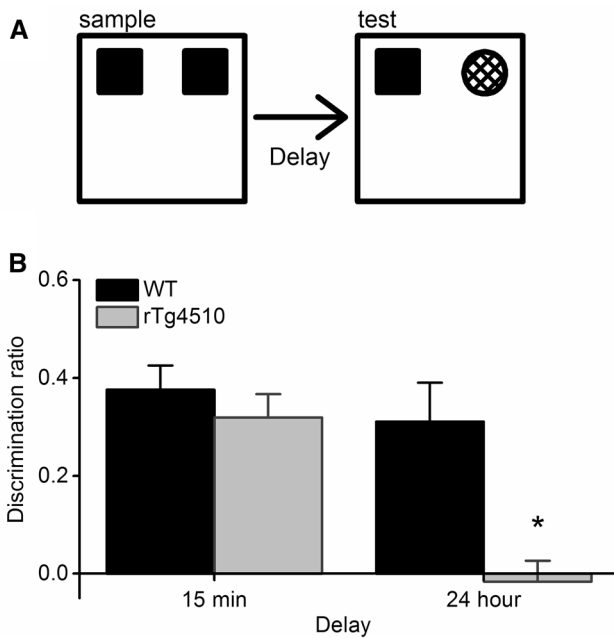 A
sample
test
Delay
B
WT
rTg4510
Discrimination ratio
0.6
0.4
0.2
0.0
*
15 min
24 hour
Delay